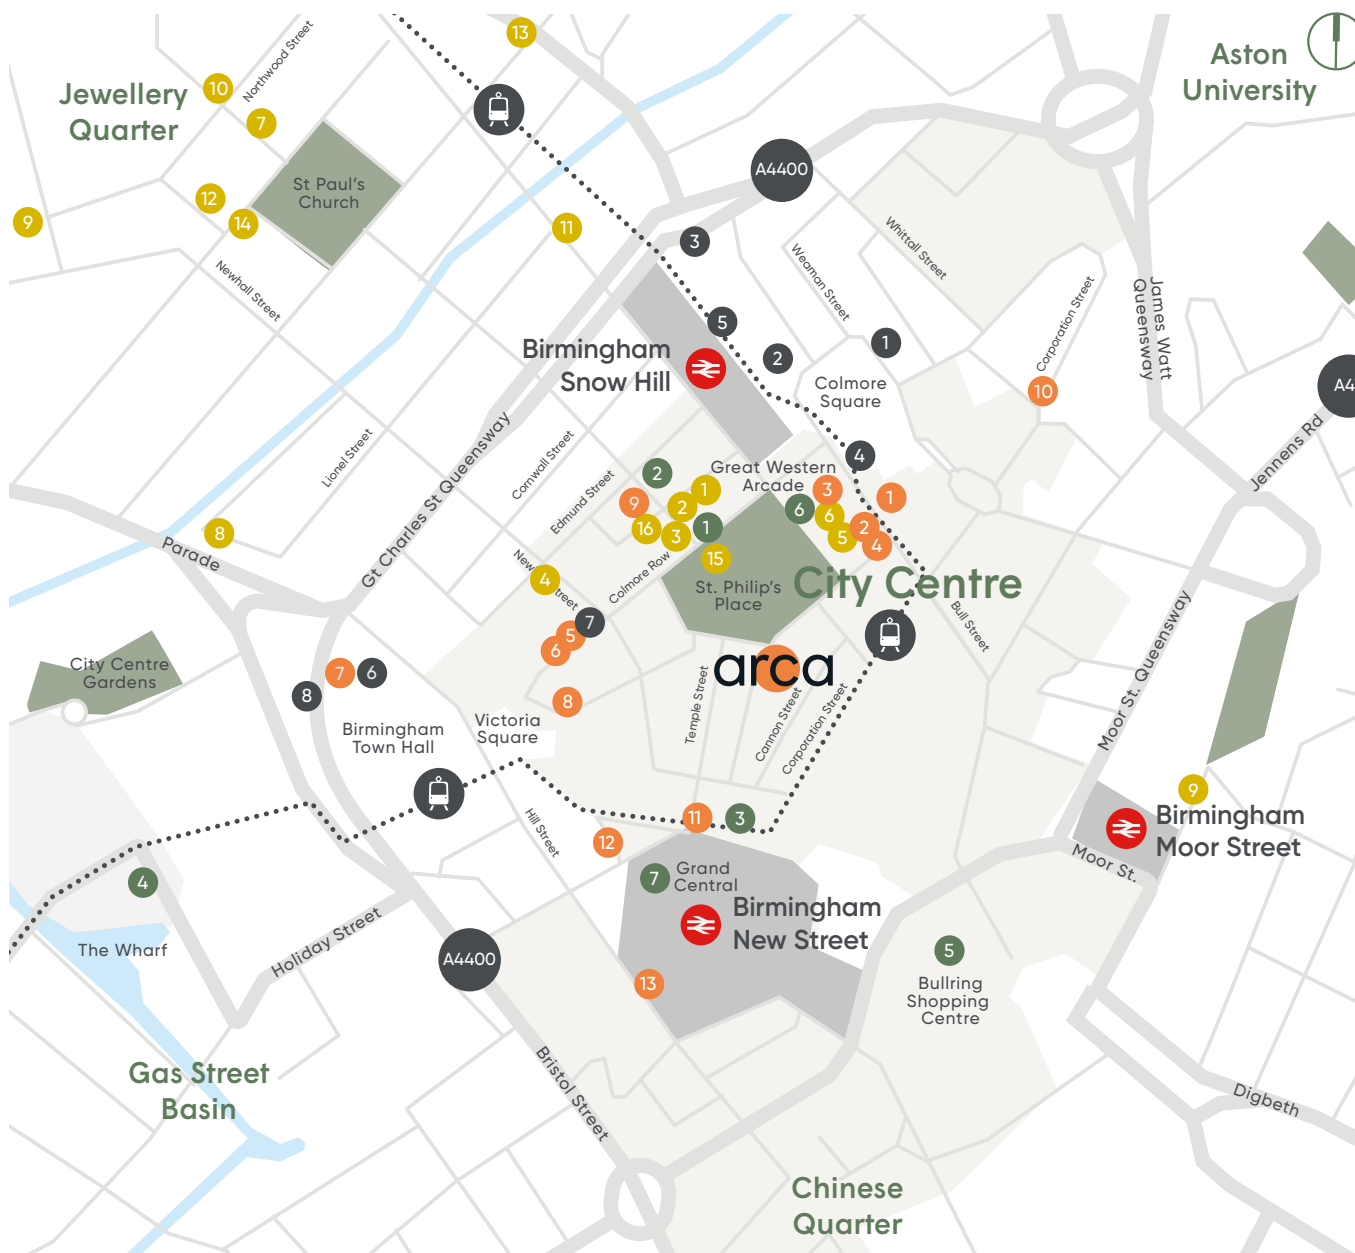 13
Aston
University
10
Northwood Street
Jewellery
Quarter
7
A4400
St Paul's
Church
12
14
9
11
3
Whittall Street
Weaman Street
Newhall Street
James Watt
Queensway
Corporation Street
5
1
2
Birmingham
Snow Hill
Colmore
Square
10
A4
Gt Charles St Queensway
Lionel Street
Cornwall Street
Edmund Street
Jennens Rd
4
2
Great Western
Arcade
1
3
1
9
2
6
6
16
3
1
5
2
4
8
Parade
15
New
Street
4
Colmore Row
St. Philip's
Place
City Centre
Bull Street
7
5
6
arca
City Centre
Gardens
7
6
8
8
Birmingham
Town Hall
Victoria
Square
Temple Street
Cannon Street
Corporation Street
Moor St. Queensway
9
Birmingham
Moor Street
Moor St.
Hill Street
11
3
12
7
Grand
Central
4
Birmingham
New Street
The Wharf
Holiday Street
A4400
13
5
Bullring
Shopping
Centre
Gas Street
Basin
Bristol Street
Digbeth
Chinese
Quarter